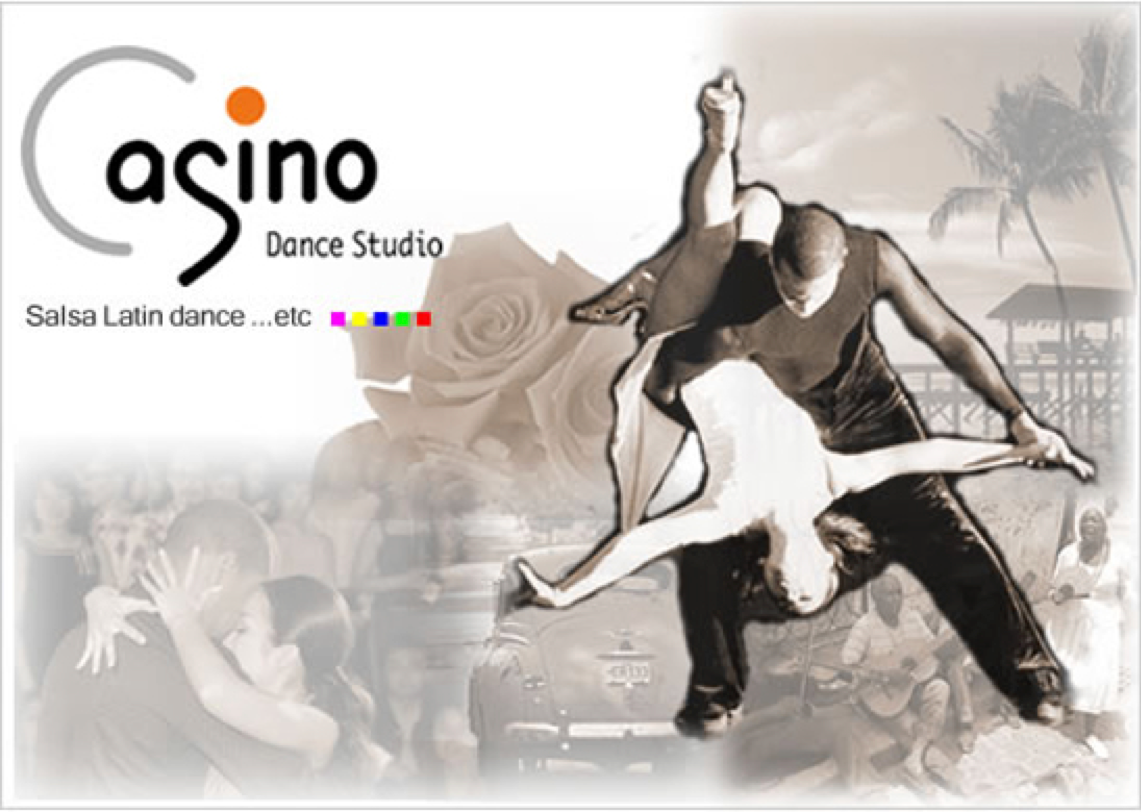 Casino
Dance Studio
Salsa Latin dance ...etc